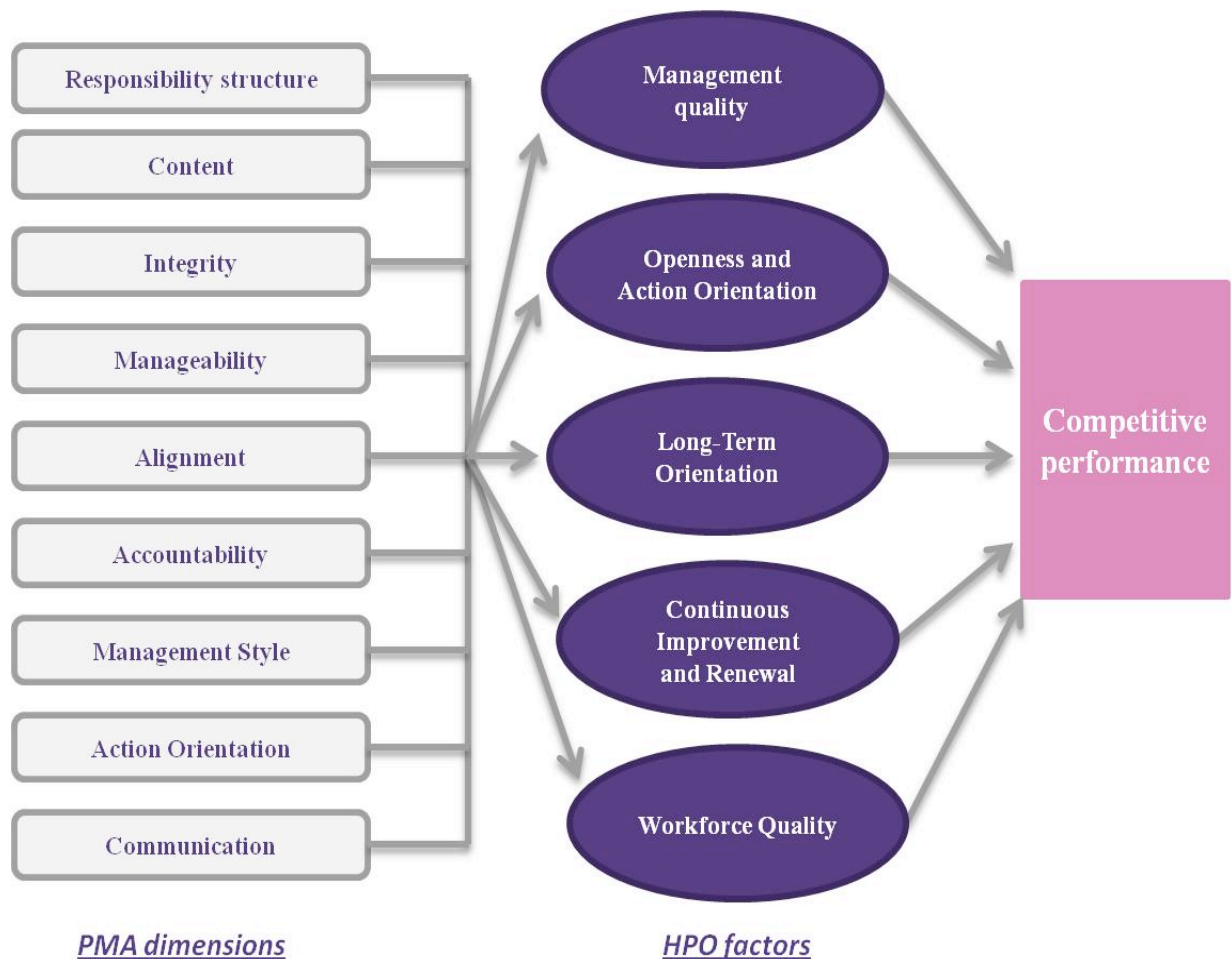 Responsibility structure
Content
Integrity
Manageability
Alignment
Accountability
Management Style
Action Orientation
Communication
PMA dimensions
Management
quality
Openness and
Action Orientation
Long-Term
Orientation
Continuous
Improvement
and Renewal
Workforce Quality
HPO factors
Competitive
performance